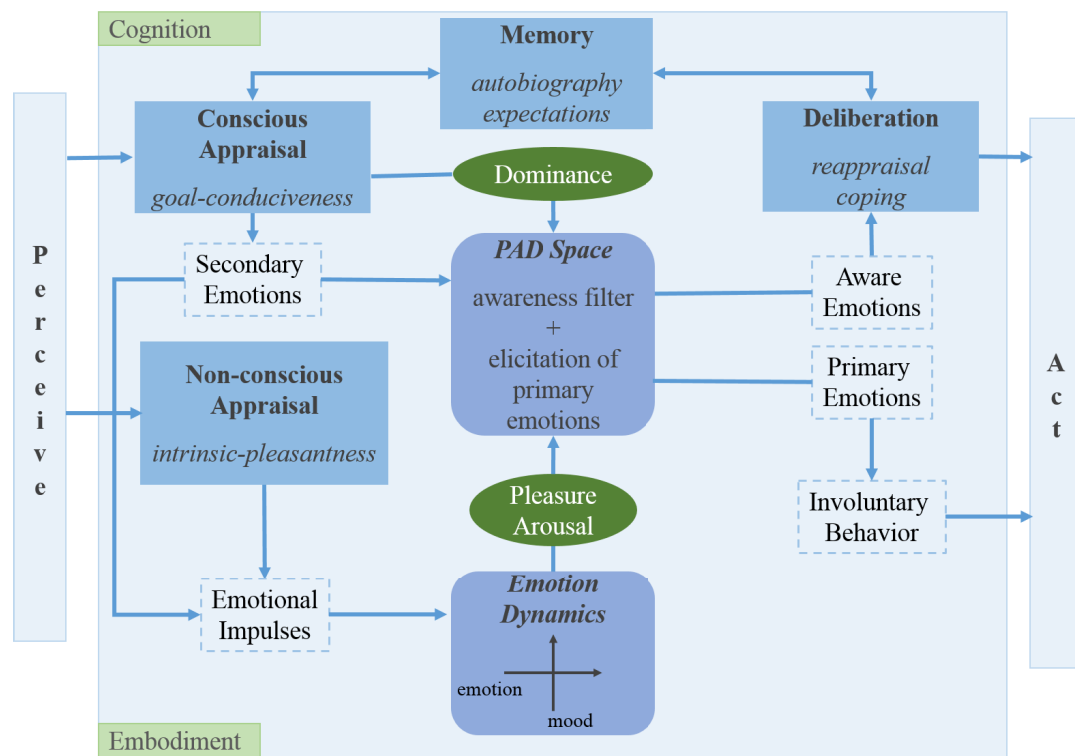 Cognition
Memory
autobiography
expectations
Conscious
Appraisal
goal-conduciveness
Dominance
Deliberation
reappraisal
coping
P
e
r
c
e
i
v
e
Secondary
Emotions
PAD Space
awareness filter
+
elicitation of
primary
emotions
Aware
Emotions
Primary
Emotions
A
c
t
Non-conscious
Appraisal
intrinsic-pleasantness
Pleasure
Arousal
Involuntary
Behavior
Emotional
Impulses
Emotion
Dynamics
emotion
mood
Embodiment